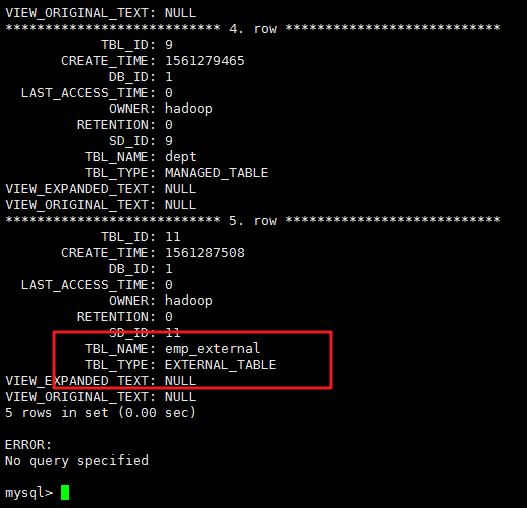 VIEW_ORIGINAL_TEXT: NULL
*************************** 4. row ***************************
TBL_ID: 9
CREATE_TIME: 1561279465
DB_ID: 1
LAST_ACCESS_TIME: 0
OWNER: hadoop
RETENTION: 0
SD_ID: 9
TBL_NAME: dept
TBL_TYPE: MANAGED_TABLE
VIEW_EXPANDED_TEXT: NULL
VIEW_ORIGINAL_TEXT: NULL
*************************** 5. row ***************************
TBL_ID: 11
CREATE_TIME: 1561287508
DB_ID: 1
LAST_ACCESS_TIME: 0
OWNER: hadoop
RETENTION: 0
SD_ID: 11
TBL_NAME: emp_external
TBL_TYPE: EXTERNAL_TABLE
VIEW_EXPANDED_TEXT: NULL
VIEW_ORIGINAL_TEXT: NULL
5 rows in set (0.00 sec)
ERROR:
No query specified
mysql>